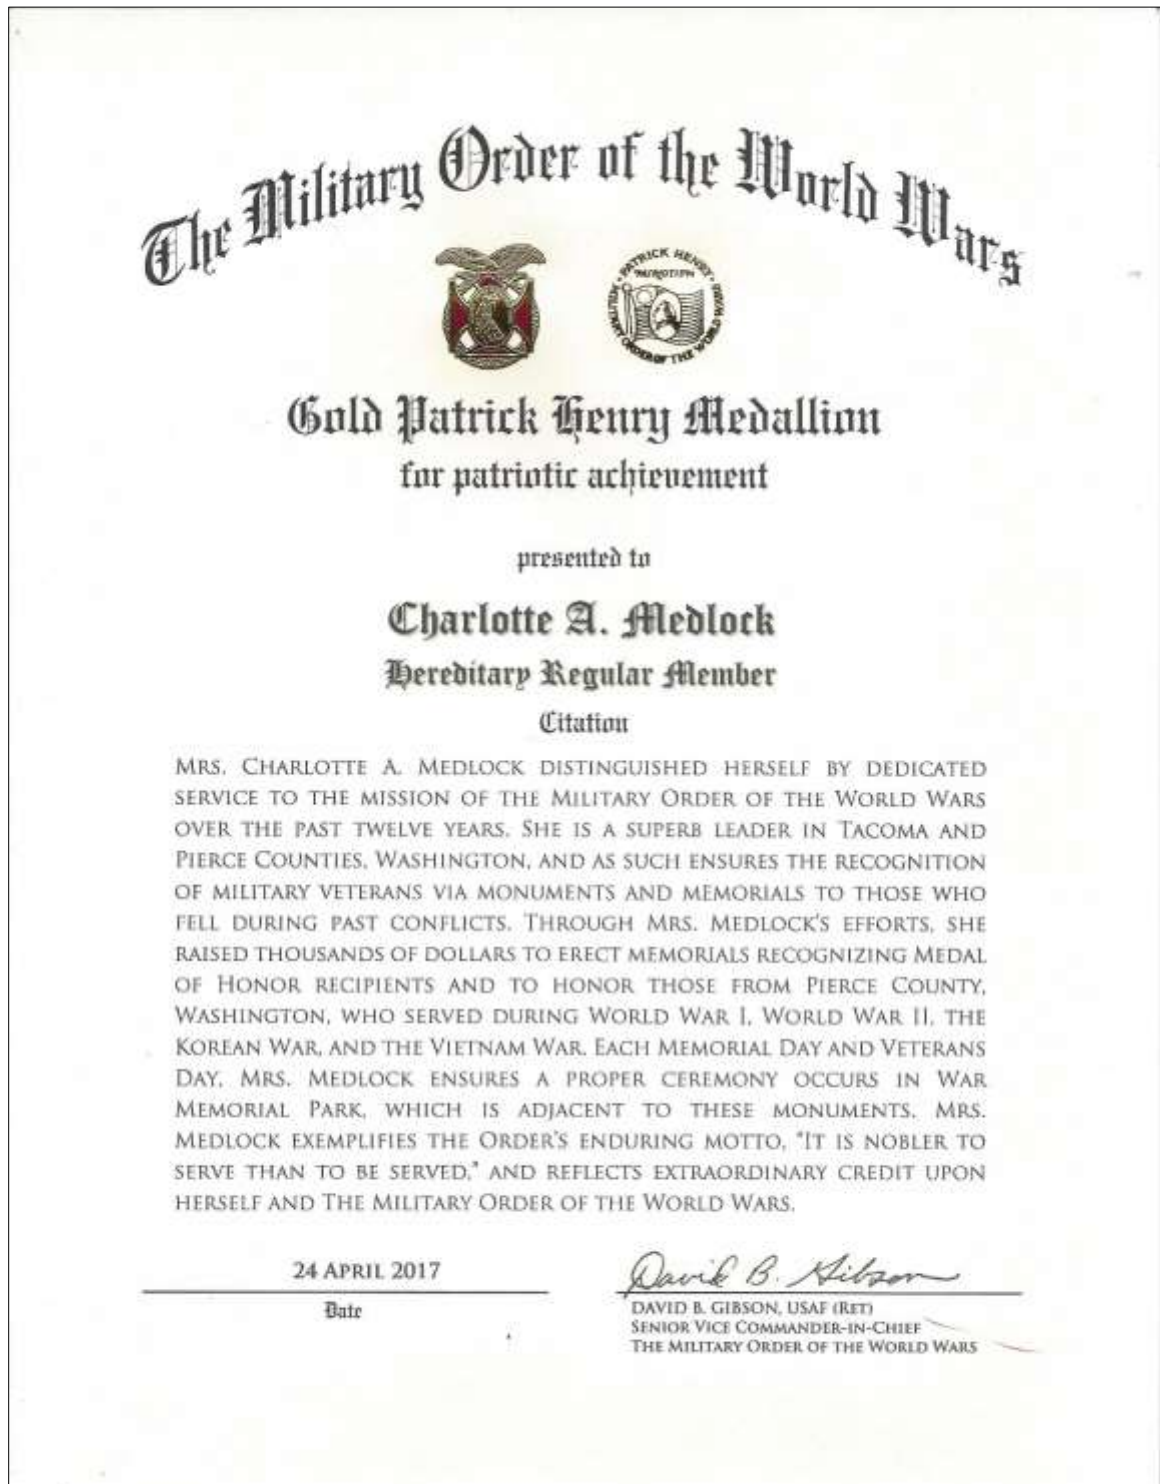 The Military Order of the World Wars
PATRICK HENRY
PATRIOTISM
MILITARY ORDER OF THE WORLD WARS
Gold Patrick Henry Medallion
for patriotic achievement
presented to
Charlotte A. Medlock
Hereditary Regular Member
Citation
MRS. CHARLOTTE A. MEDLOCK DISTINGUISHED HERSELF BY DEDICATED
SERVICE TO THE MISSION OF THE MILITARY ORDER OF THE WORLD WARS
OVER THE PAST TWELVE YEARS. SHE IS A SUPERB LEADER IN TACOMA AND
PIERCE COUNTIES, WASHINGTON, AND AS SUCH ENSURES THE RECOGNITION
OF MILITARY VETERANS VIA MONUMENTS AND MEMORIALS TO THOSE WHO
FELL DURING PAST CONFLICTS. THROUGH MRS. MEDLOCK'S EFFORTS, SHE
RAISED THOUSANDS OF DOLLARS TO ERECT MEMORIALS RECOGNIZING MEDAL
OF HONOR RECIPIENTS AND TO HONOR THOSE FROM PIERCE COUNTY,
WASHINGTON, WHO SERVED DURING WORLD WAR I, WORLD WAR II, THE
KOREAN WAR, AND THE VIETNAM WAR. EACH MEMORIAL DAY AND VETERANS
DAY, MRS. MEDLOCK ENSURES A PROPER CEREMONY OCCURS IN WAR
MEMORIAL PARK, WHICH IS ADJACENT TO THESE MONUMENTS. MRS.
MEDLOCK EXEMPLIFIES THE ORDER'S ENDURING MOTTO, "IT IS NOBLER TO
SERVE THAN TO BE SERVED," AND REFLECTS EXTRAORDINARY CREDIT UPON
HERSELF AND THE MILITARY ORDER OF THE WORLD WARS.
24 APRIL 2017
Date
David B. Gibson
DAVID B. GIBSON, USAF (RET)
SENIOR VICE COMMANDER-IN-CHIEF
THE MILITARY ORDER OF THE WORLD WARS